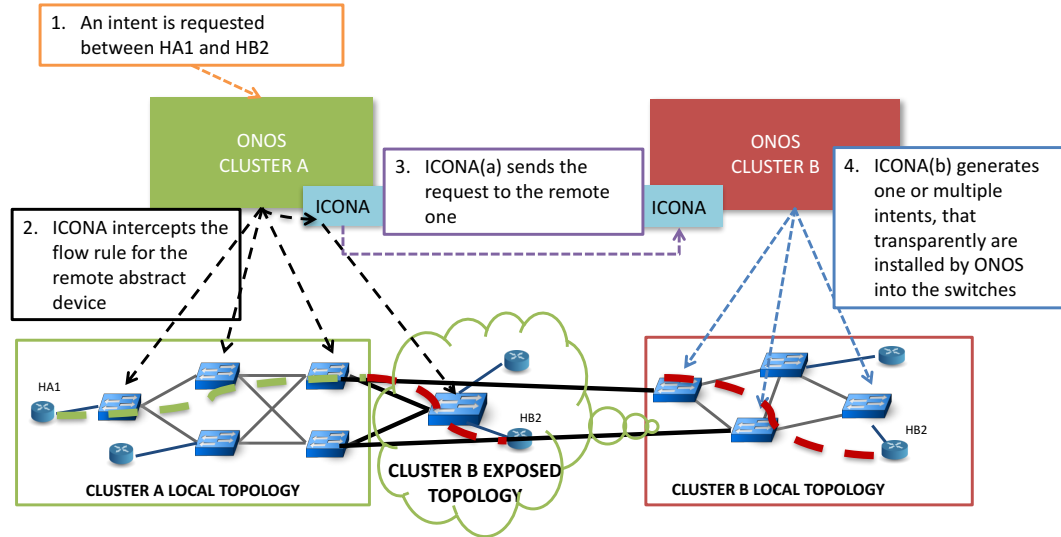 1. An intent is requested
between HA1 and HB2
ONOS
CLUSTER A
ONOS
CLUSTER B
ICONA
3. ICONA(a) sends the
request to the remote
one
ICONA
4. ICONA(b) generates
one or multiple
intents, that
transparently are
installed by ONOS
into the switches
2. ICONA intercepts the
flow rule for the
remote abstract
device
HA1
HB2
HB2
CLUSTER A LOCAL TOPOLOGY
CLUSTER B EXPOSED
TOPOLOGY
CLUSTER B LOCAL TOPOLOGY